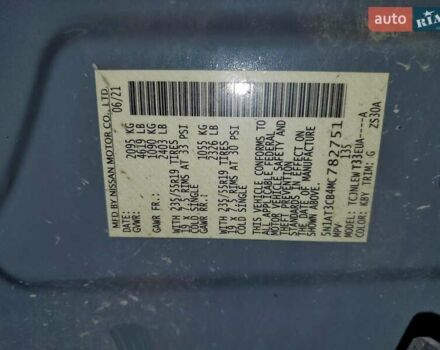 AUTO RIA
MFD BY NISSAN MOTOR CO., LTD.
DATE: 06/21
GVWR: 2095 KG
4619 LB
GAWR FR.: 1090 KG
2403 LB
WITH 235/55R19 TIRES
19 X 7.5 RIMS AT 33 PSI
COLD SINGLE
GAWR RR.: 1055 KG
2326 LB
WITH 235/55R19 TIRES
19 X 7.5 RIMS AT 30 PSI
COLD SINGLE
THIS VEHICLE CONFORMS TO
ALL APPLICABLE FEDERAL
MOTOR VEHICLE SAFETY AND
THEFT PREVENTION
STANDARDS IN EFFECT ON
THE DATE OF MANUFACTURE
SHOWN ABOVE.
5N1AT3CB4MC782751
MPV 135
TCJNLEW T33EUA----A
COLOR: KBY TRIM: G ZS30A